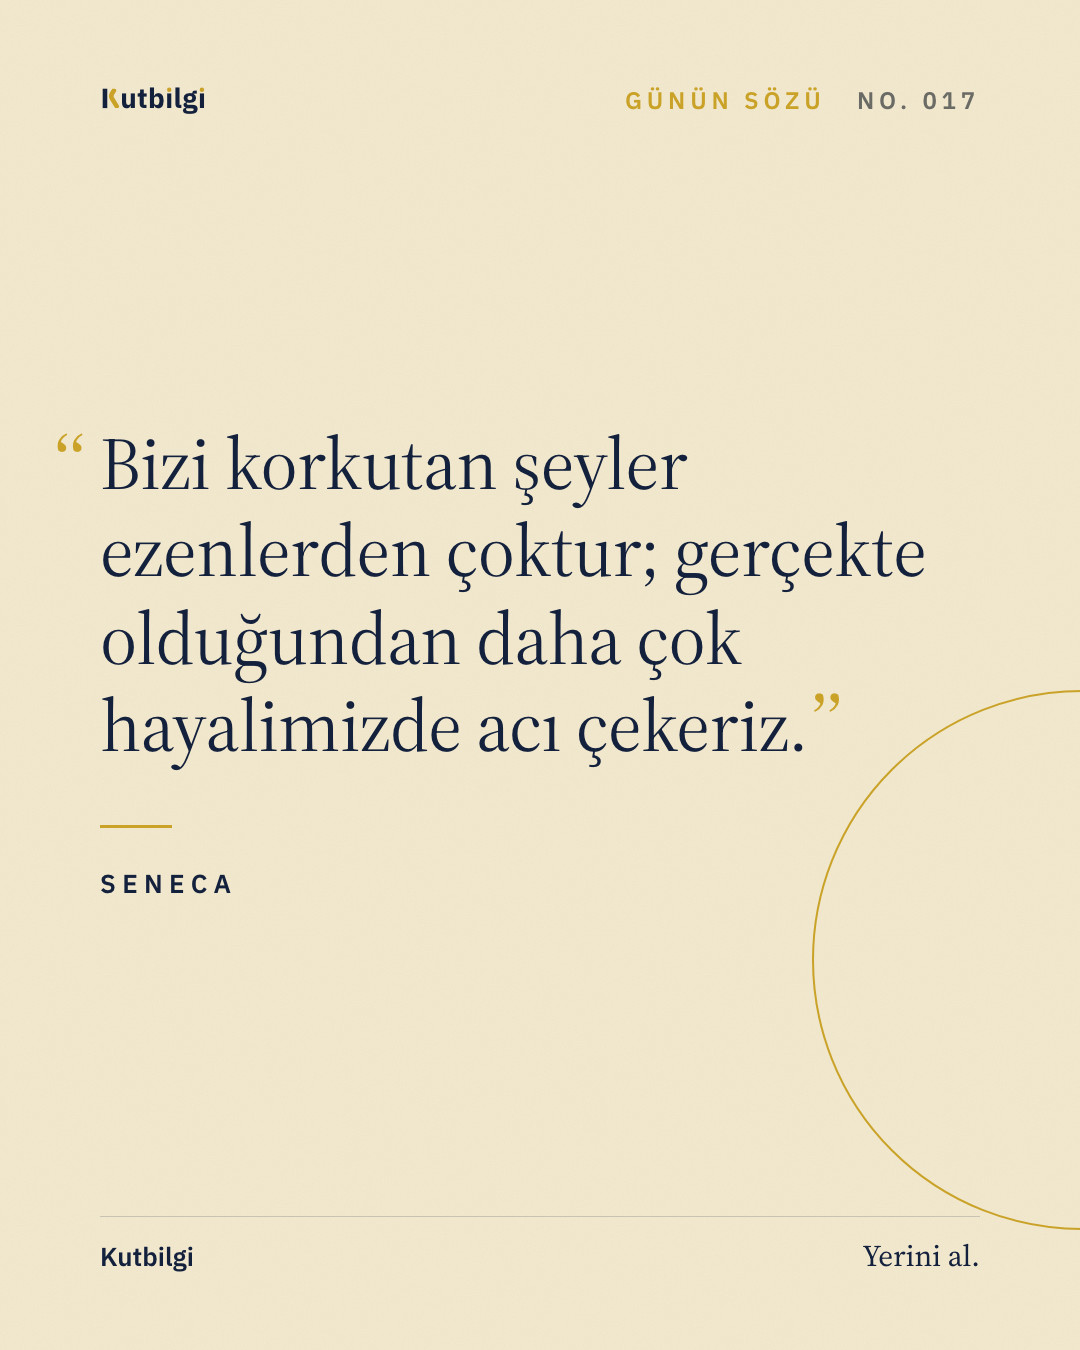 Kutbilgi
GÜNÜN SÖZÜ NO. 017
“Bizi korkutan şeyler
ezenlerden çoktur; gerçekte
olduğundan daha çok
hayalimizde acı çekeriz.”
SENECA
Kutbilgi
Yerini al.